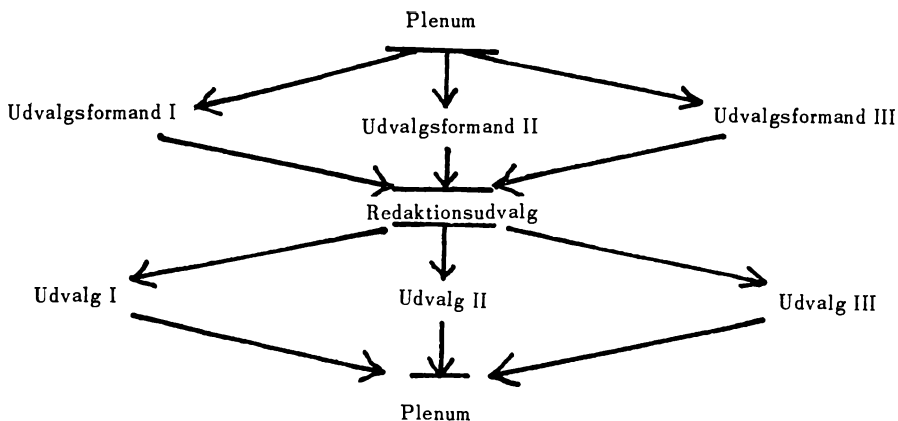 Plenum
Udvalgsformand I
Udvalgsformand II
Udvalgsformand III
Redaktionsudvalg
Udvalg I
Udvalg II
Udvalg III
Plenum